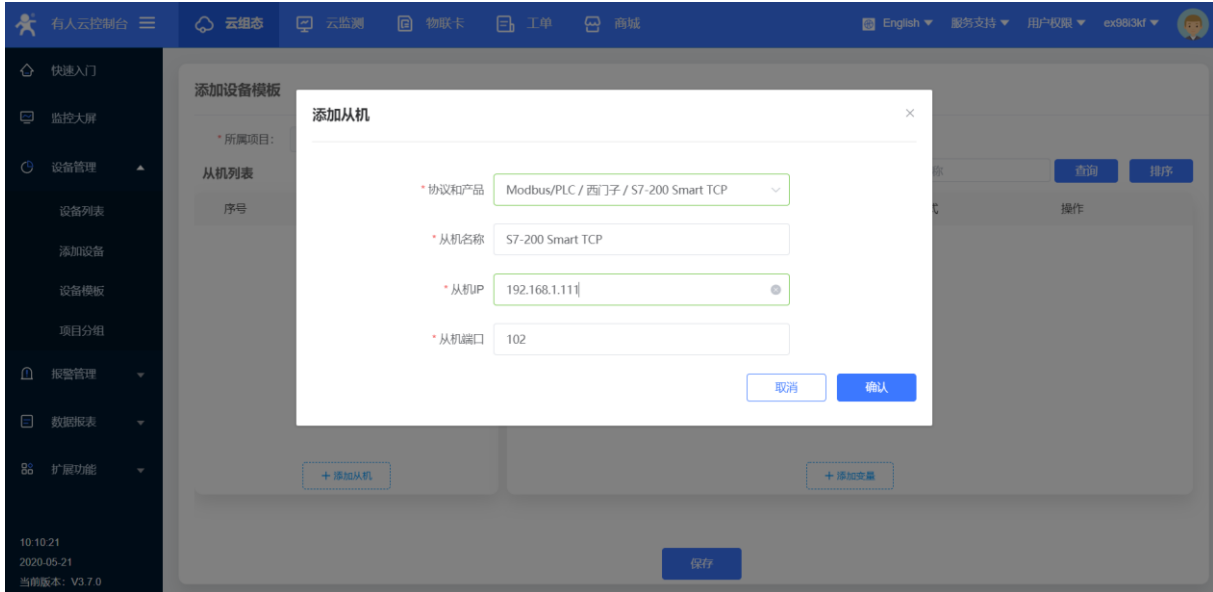 有人云控制台
云组态
云监测
物联卡
工单
商城
English
服务支持
用户权限
ex98i3kf
快速入门
监控大屏
设备管理
设备列表
添加设备
设备模板
项目分组
报警管理
数据报表
扩展功能
10:10:21
2020-05-21
当前版本：V3.7.0
添加设备模板
* 所属项目：
从机列表
序号
称
查询
排序
操作
添加从机
* 协议和产品
Modbus/PLC / 西门子 / S7-200 Smart TCP
* 从机名称
S7-200 Smart TCP
* 从机IP
192.168.1.111
* 从机端口
102
取消
确认
+ 添加从机
+ 添加变量
保存